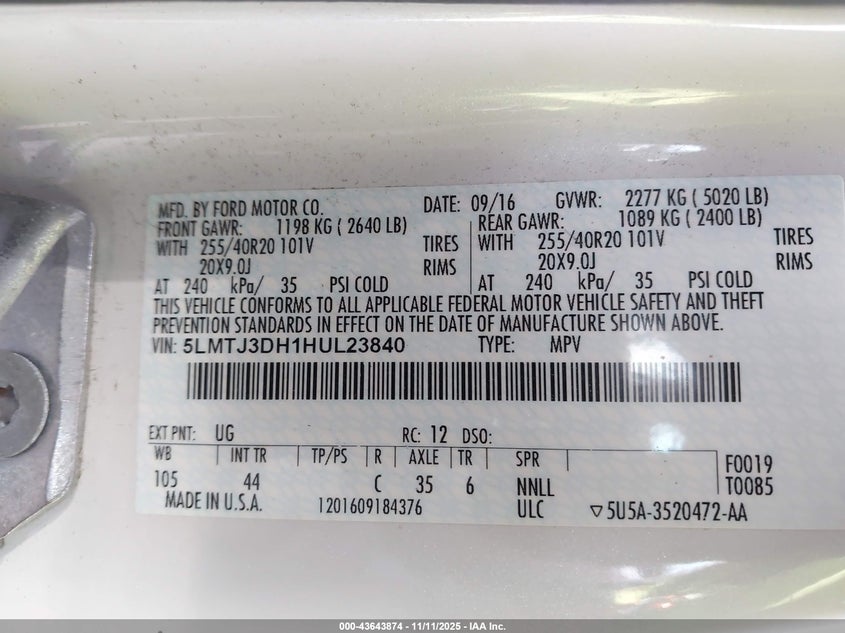 MFD. BY FORD MOTOR CO. DATE: 09/16 GVWR: 2277 KG ( 5020 LB)
FRONT GAWR: 1198 KG ( 2640 LB) REAR GAWR: 1089 KG ( 2400 LB)
WITH 255/40R20 101V TIRES WITH 255/40R20 101V TIRES
20X9.0J RIMS 20X9.0J RIMS
AT 240 kPa/ 35 PSI COLD AT 240 kPa/ 35 PSI COLD
THIS VEHICLE CONFORMS TO ALL APPLICABLE FEDERAL MOTOR VEHICLE SAFETY AND THEFT
PREVENTION STANDARDS IN EFFECT ON THE DATE OF MANUFACTURE SHOWN ABOVE.
VIN: 5LMTJ3DH1HUL23840 TYPE: MPV
EXT PNT: UG RC: 12 DSO:
WB INT TR TP/PS R AXLE TR SPR F0019
105 44 C 35 6 NNLL T0085
MADE IN U.S.A. 1201609184376 ULC ▽5U5A-3520472-AA
000-43643874 - 11/11/2025 - IAA Inc.